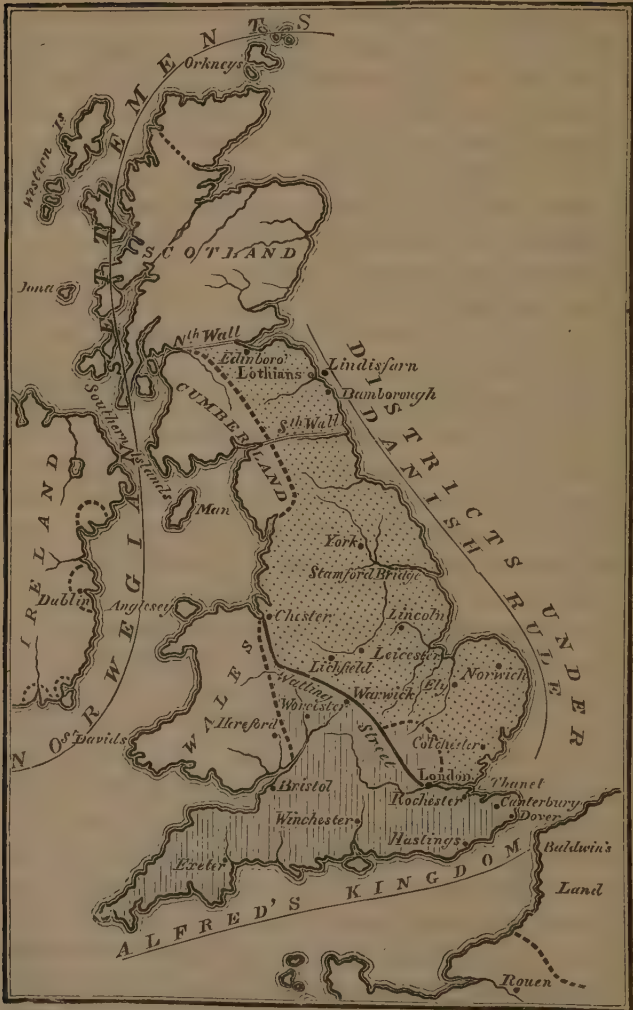 NORWEGIAN SETTLEMENTS
Orkneys
Western Is
SCOTLAND
Iona
Nth Wall
Edinboro'
Lothians
Lindisfarn
Bamborough
DISTRICTS UNDER
DANISH RULE
CUMBERLAND
Sth Wall
Southern Islands
Man
IRELAND
Dublin
York
Stamford Bridge
Anglesey
Chester
Lincoln
Leicester
Lichfield
Norwich
Ely
WALES
Watling
Street
Warwick
Worcister
Hereford
St Davids
Colchester
London
Thanet
Rochester
Canterbury
Dover
Bristol
Winchester
Hastings
Exeter
Baldwin's
Land
ALFRED'S KINGDOM
Rouen